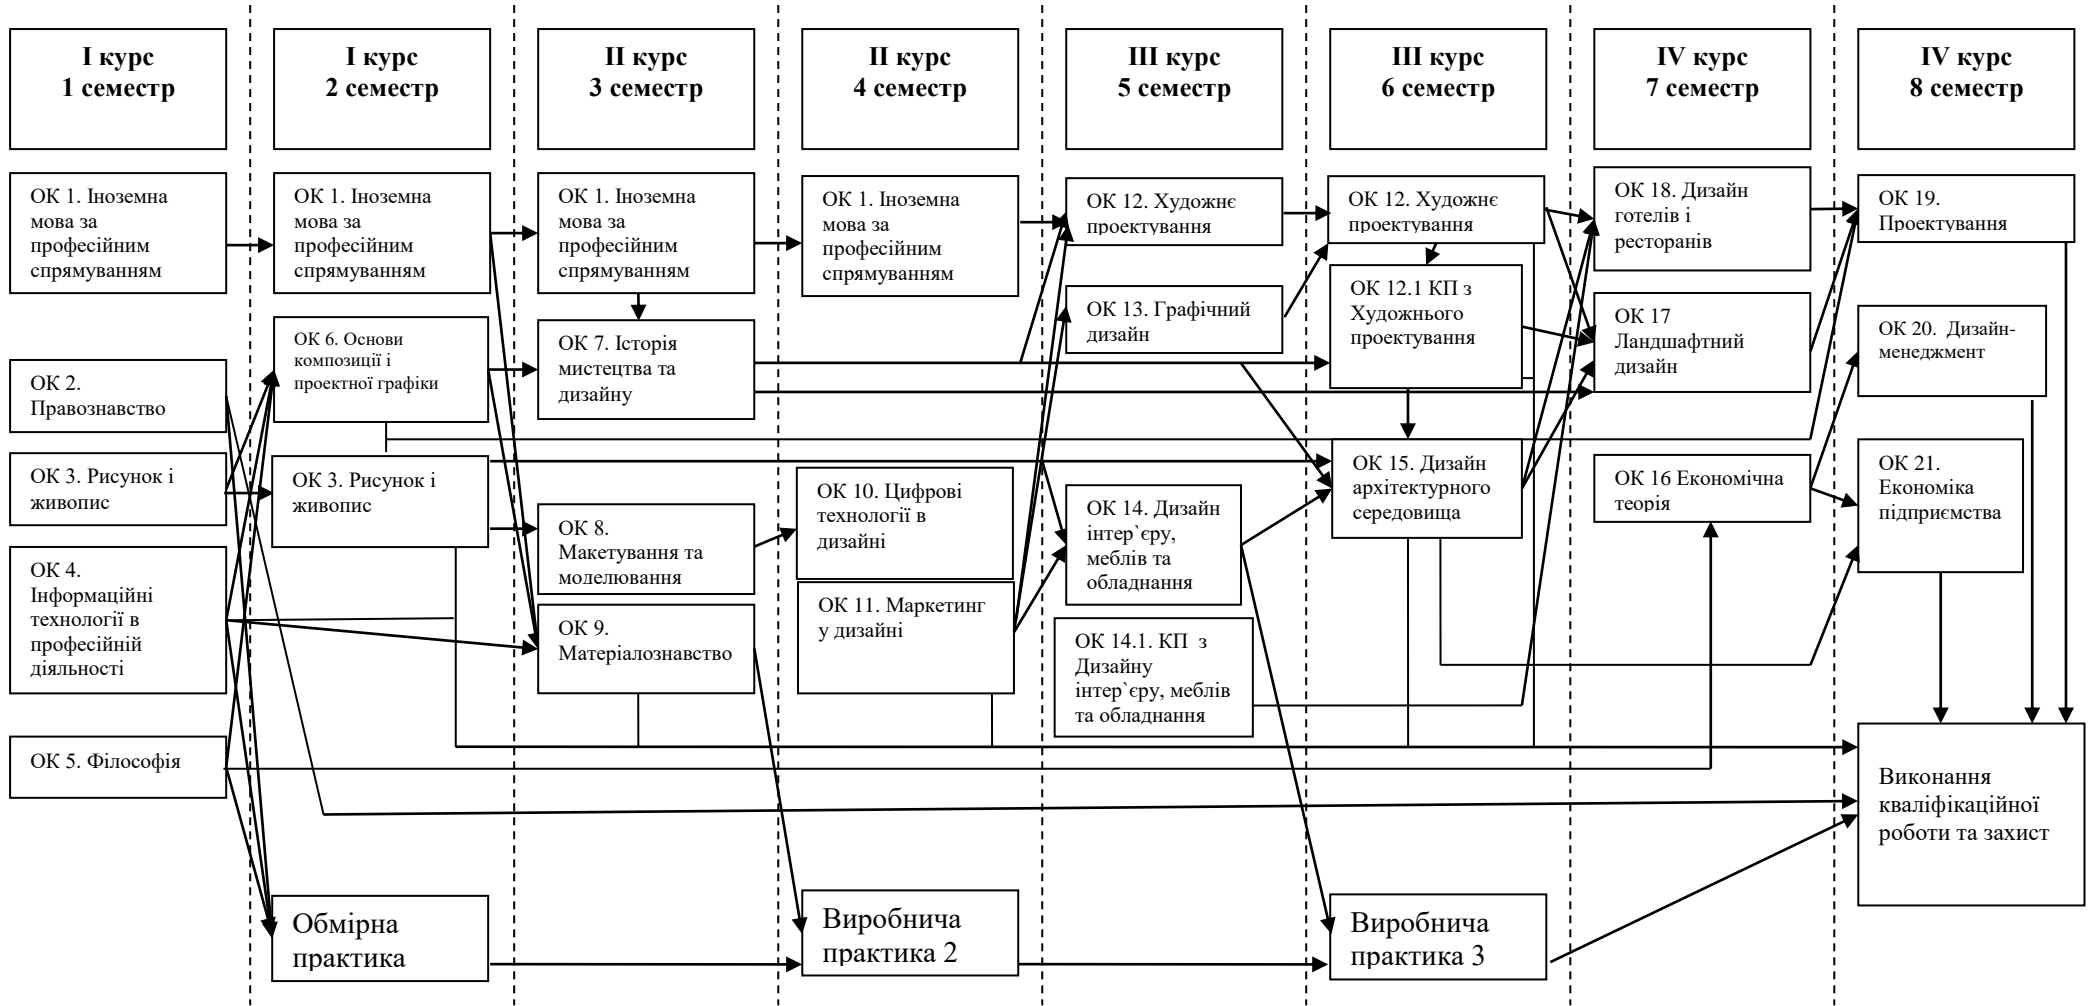 І курс
1 семестр
І курс
2 семестр
ІІ курс
3 семестр
ІІ курс
4 семестр
ІІІ курс
5 семестр
ІІІ курс
6 семестр
IV курс
7 семестр
IV курс
8 семестр
ОК 1. Іноземна
мова за
професійним
спрямуванням
ОК 2.
Правознавство
ОК 3. Рисунок і
живопис
ОК 4.
Інформаційні
технології в
професійній
діяльності
ОК 5. Філософія
ОК 1. Іноземна
мова за
професійним
спрямуванням
ОК 6. Основи
композиції і
проектної графіки
ОК 3. Рисунок і
живопис
Обмірна
практика
ОК 1. Іноземна
мова за
професійним
спрямуванням
ОК 7. Історія
мистецтва та
дизайну
ОК 8.
Макетування та
моделювання
ОК 9.
Матеріалознавство
ОК 1. Іноземна
мова за
професійним
спрямуванням
ОК 10. Цифрові
технології в
дизайні
ОК 11. Маркетинг
у дизайні
Виробнича
практика 2
ОК 12. Художнє
проектування
ОК 13. Графічний
дизайн
ОК 14. Дизайн
інтер`єру,
меблів та
обладнання
ОК 14.1. КП з
Дизайну
інтер`єру, меблів
та обладнання
ОК 12. Художнє
проектування
ОК 12.1 КП з
Художнього
проектування
ОК 15. Дизайн
архітектурного
середовища
Виробнича
практика 3
ОК 18. Дизайн
готелів і
ресторанів
ОК 17
Ландшафтний
дизайн
ОК 16 Економічна
теорія
ОК 19.
Проектування
ОК 20. Дизайн-
менеджмент
ОК 21.
Економіка
підприємства
Виконання
кваліфікаційної
роботи та захист